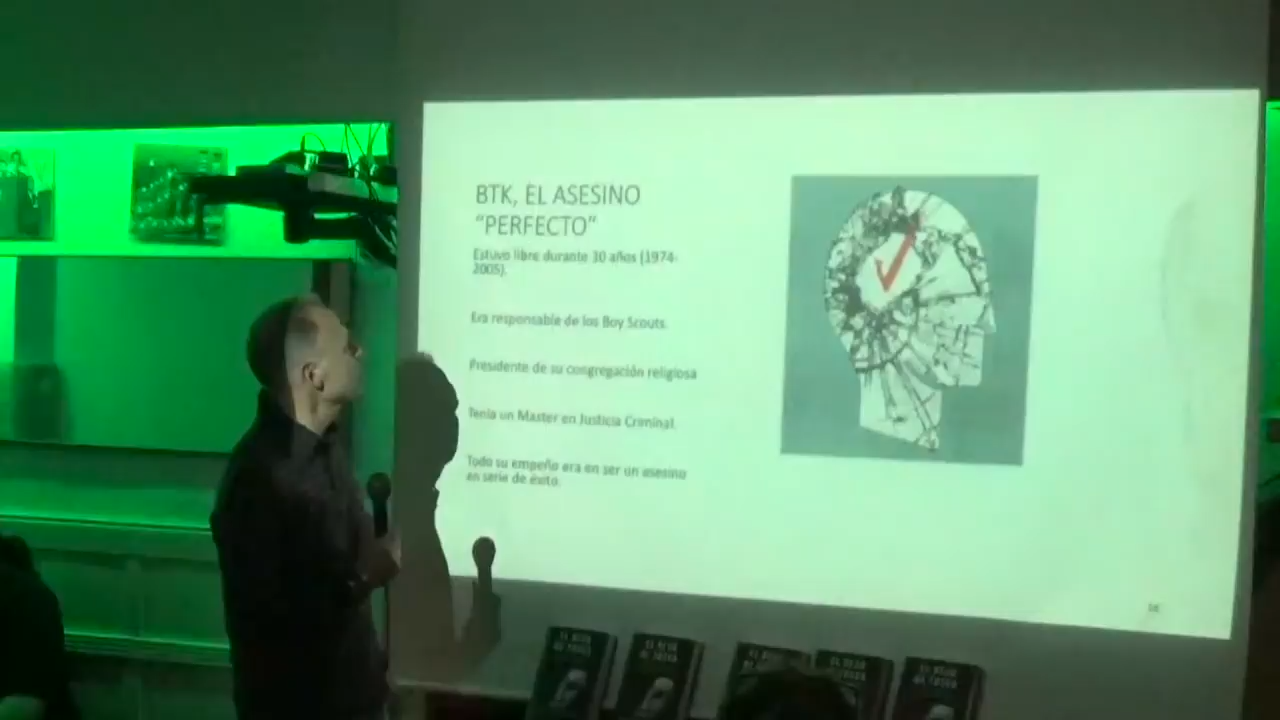 BTK, EL ASESINO
"PERFECTO"
Estuvo libre durante 30 años (1974-
2005).
Era responsable de los Boy Scouts.
Presidente de su congregación religiosa
Tenía un Master en Justicia Criminal.
Todo su empeño era en ser un asesino
en serie de éxito.